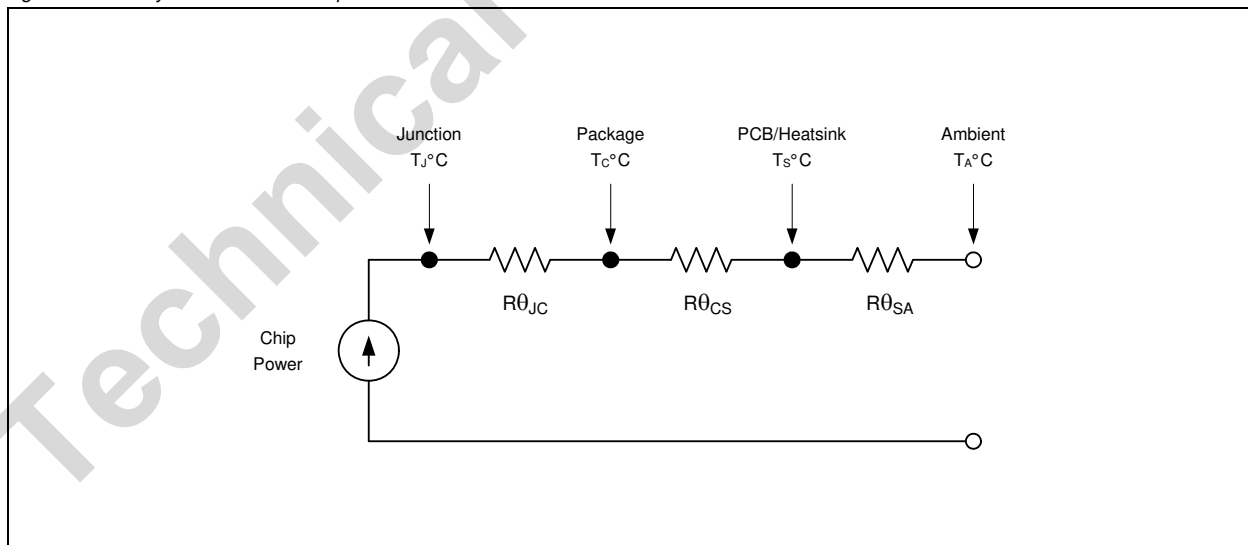 Technical
Junction
TJ°C
Package
TC°C
PCB/Heatsink
TS°C
Ambient
TA°C
RθJC
RθCS
RθSA
Chip
Power